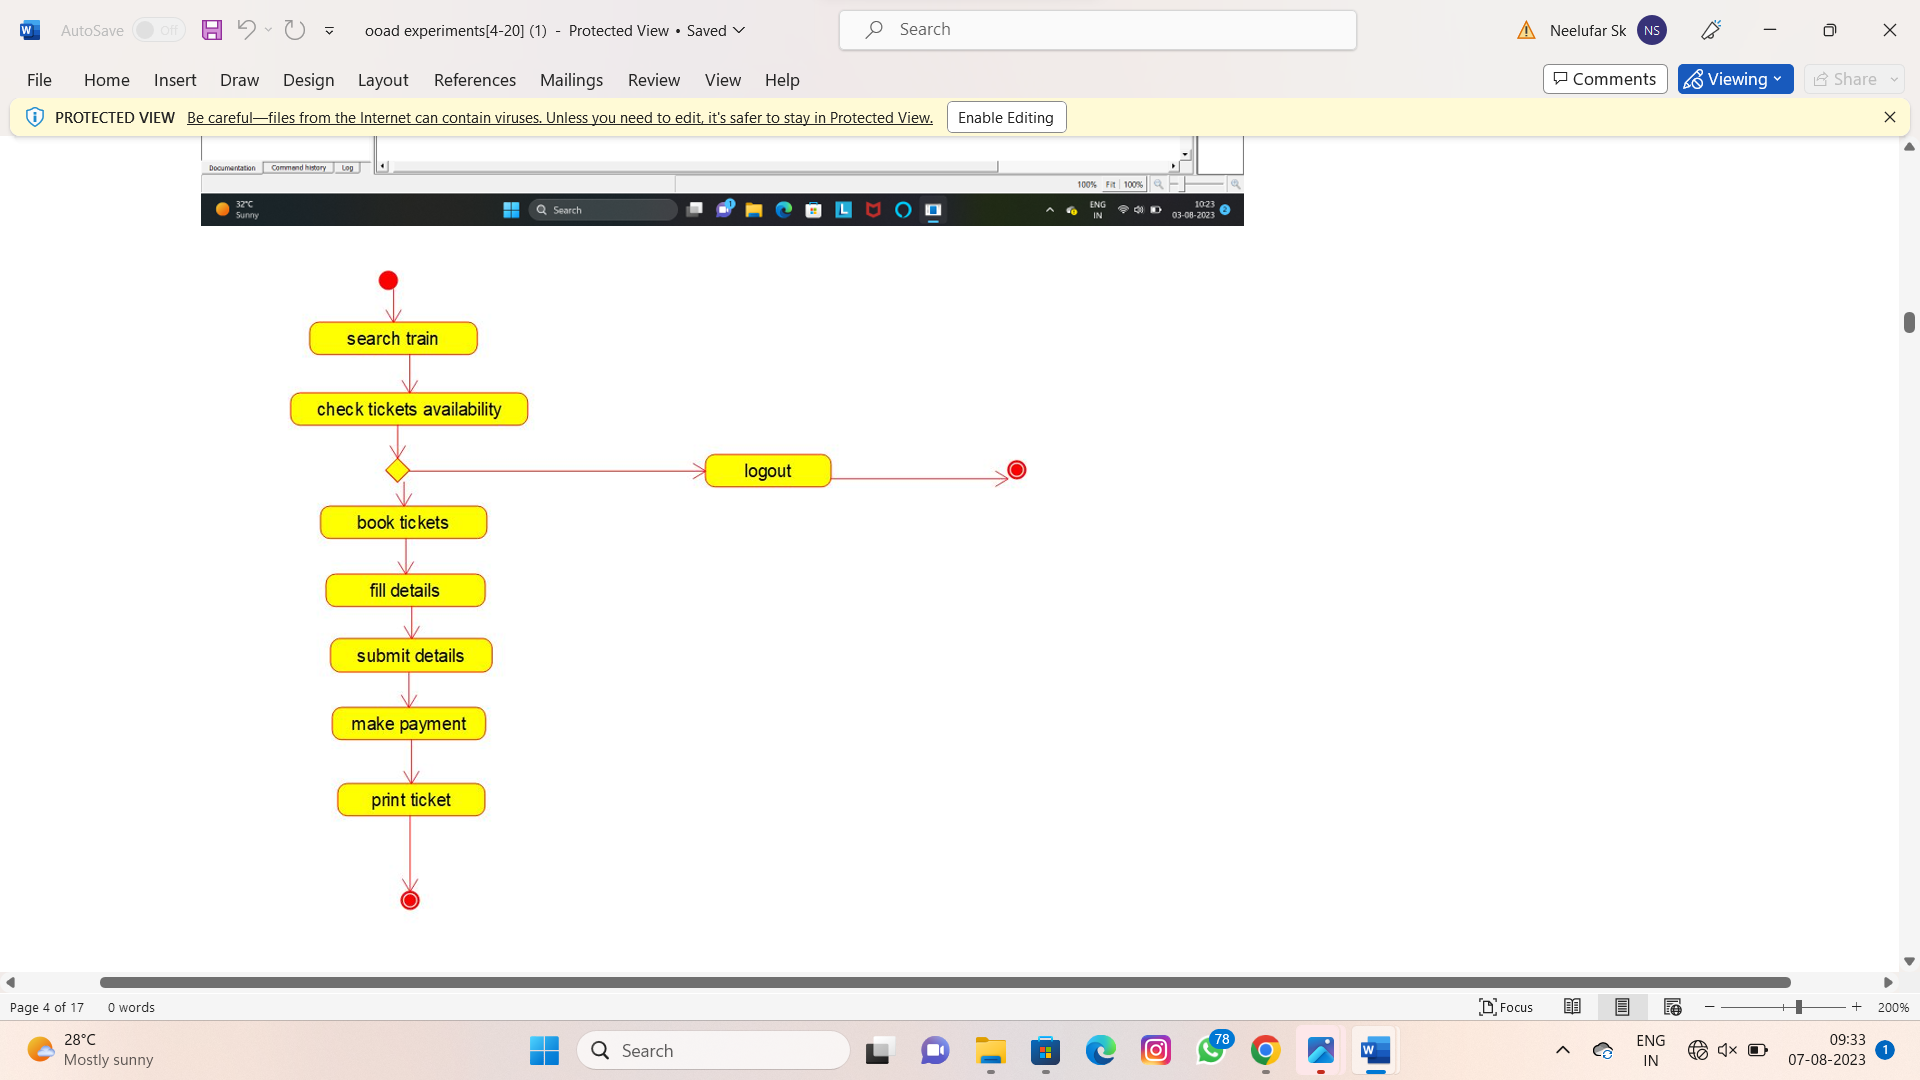 AutoSave Off ooad experiments[4-20] (1) - Protected View • Saved Search Neelufar Sk NS
File Home Insert Draw Design Layout References Mailings Review View Help Comments Viewing Share
PROTECTED VIEW Be careful—files from the Internet can contain viruses. Unless you need to edit, it's safer to stay in Protected View. Enable Editing
Documentation Command history Log
100% Fit 100%
32°C
Sunny
Search
1
ENG
IN
10:23
03-08-2023
2
search train
check tickets availability
logout
book tickets
fill details
submit details
make payment
print ticket
Page 4 of 17 0 words Focus 200%
28°C
Mostly sunny
Search
78
ENG
IN
09:33
07-08-2023
1